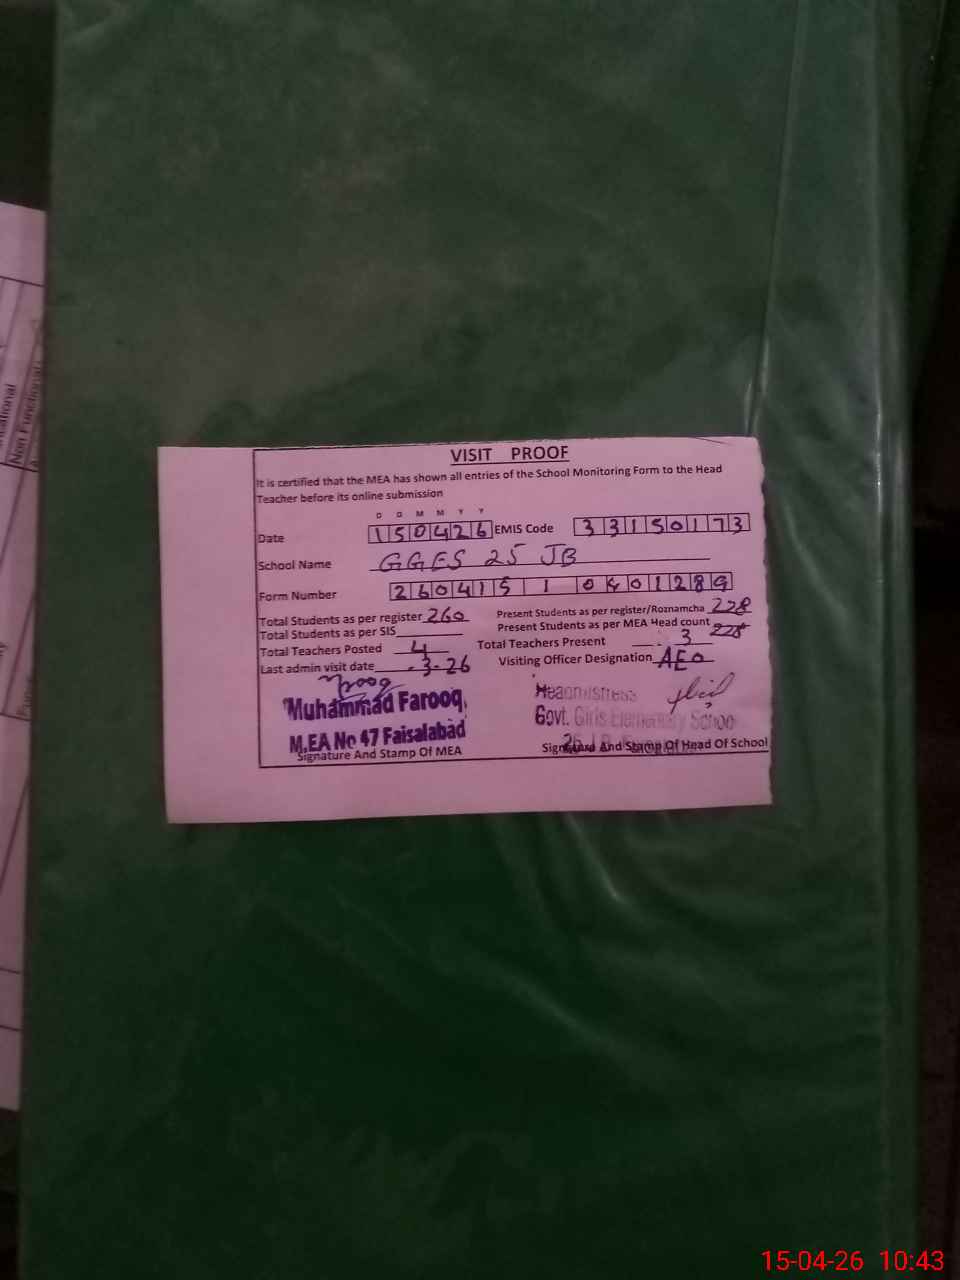 VISIT PROOF
It is certified that the MEA has shown all entries of the School Monitoring Form to the Head
Teacher before its online submission
D D M M Y Y
Date 150426 EMIS Code 33150173
School Name GGES 25 JB
Form Number 260415 1
Total Students as per register 260 Present Students as per register/Roznamcha 228
Total Students as per SIS Present Students as per MEA Head count 228
Total Teachers Posted 4 Total Teachers Present 3
Last admin visit date -3-26 Visiting Officer Designation AEO
Farooq
Muhammad Farooq Headmistress
M.EA No 47 Faisalabad Govt. Girls Elementary School
25 J.B.
Signature And Stamp Of MEA Signature And Stamp Of Head Of School
Non Functional
15-04-26 10:43